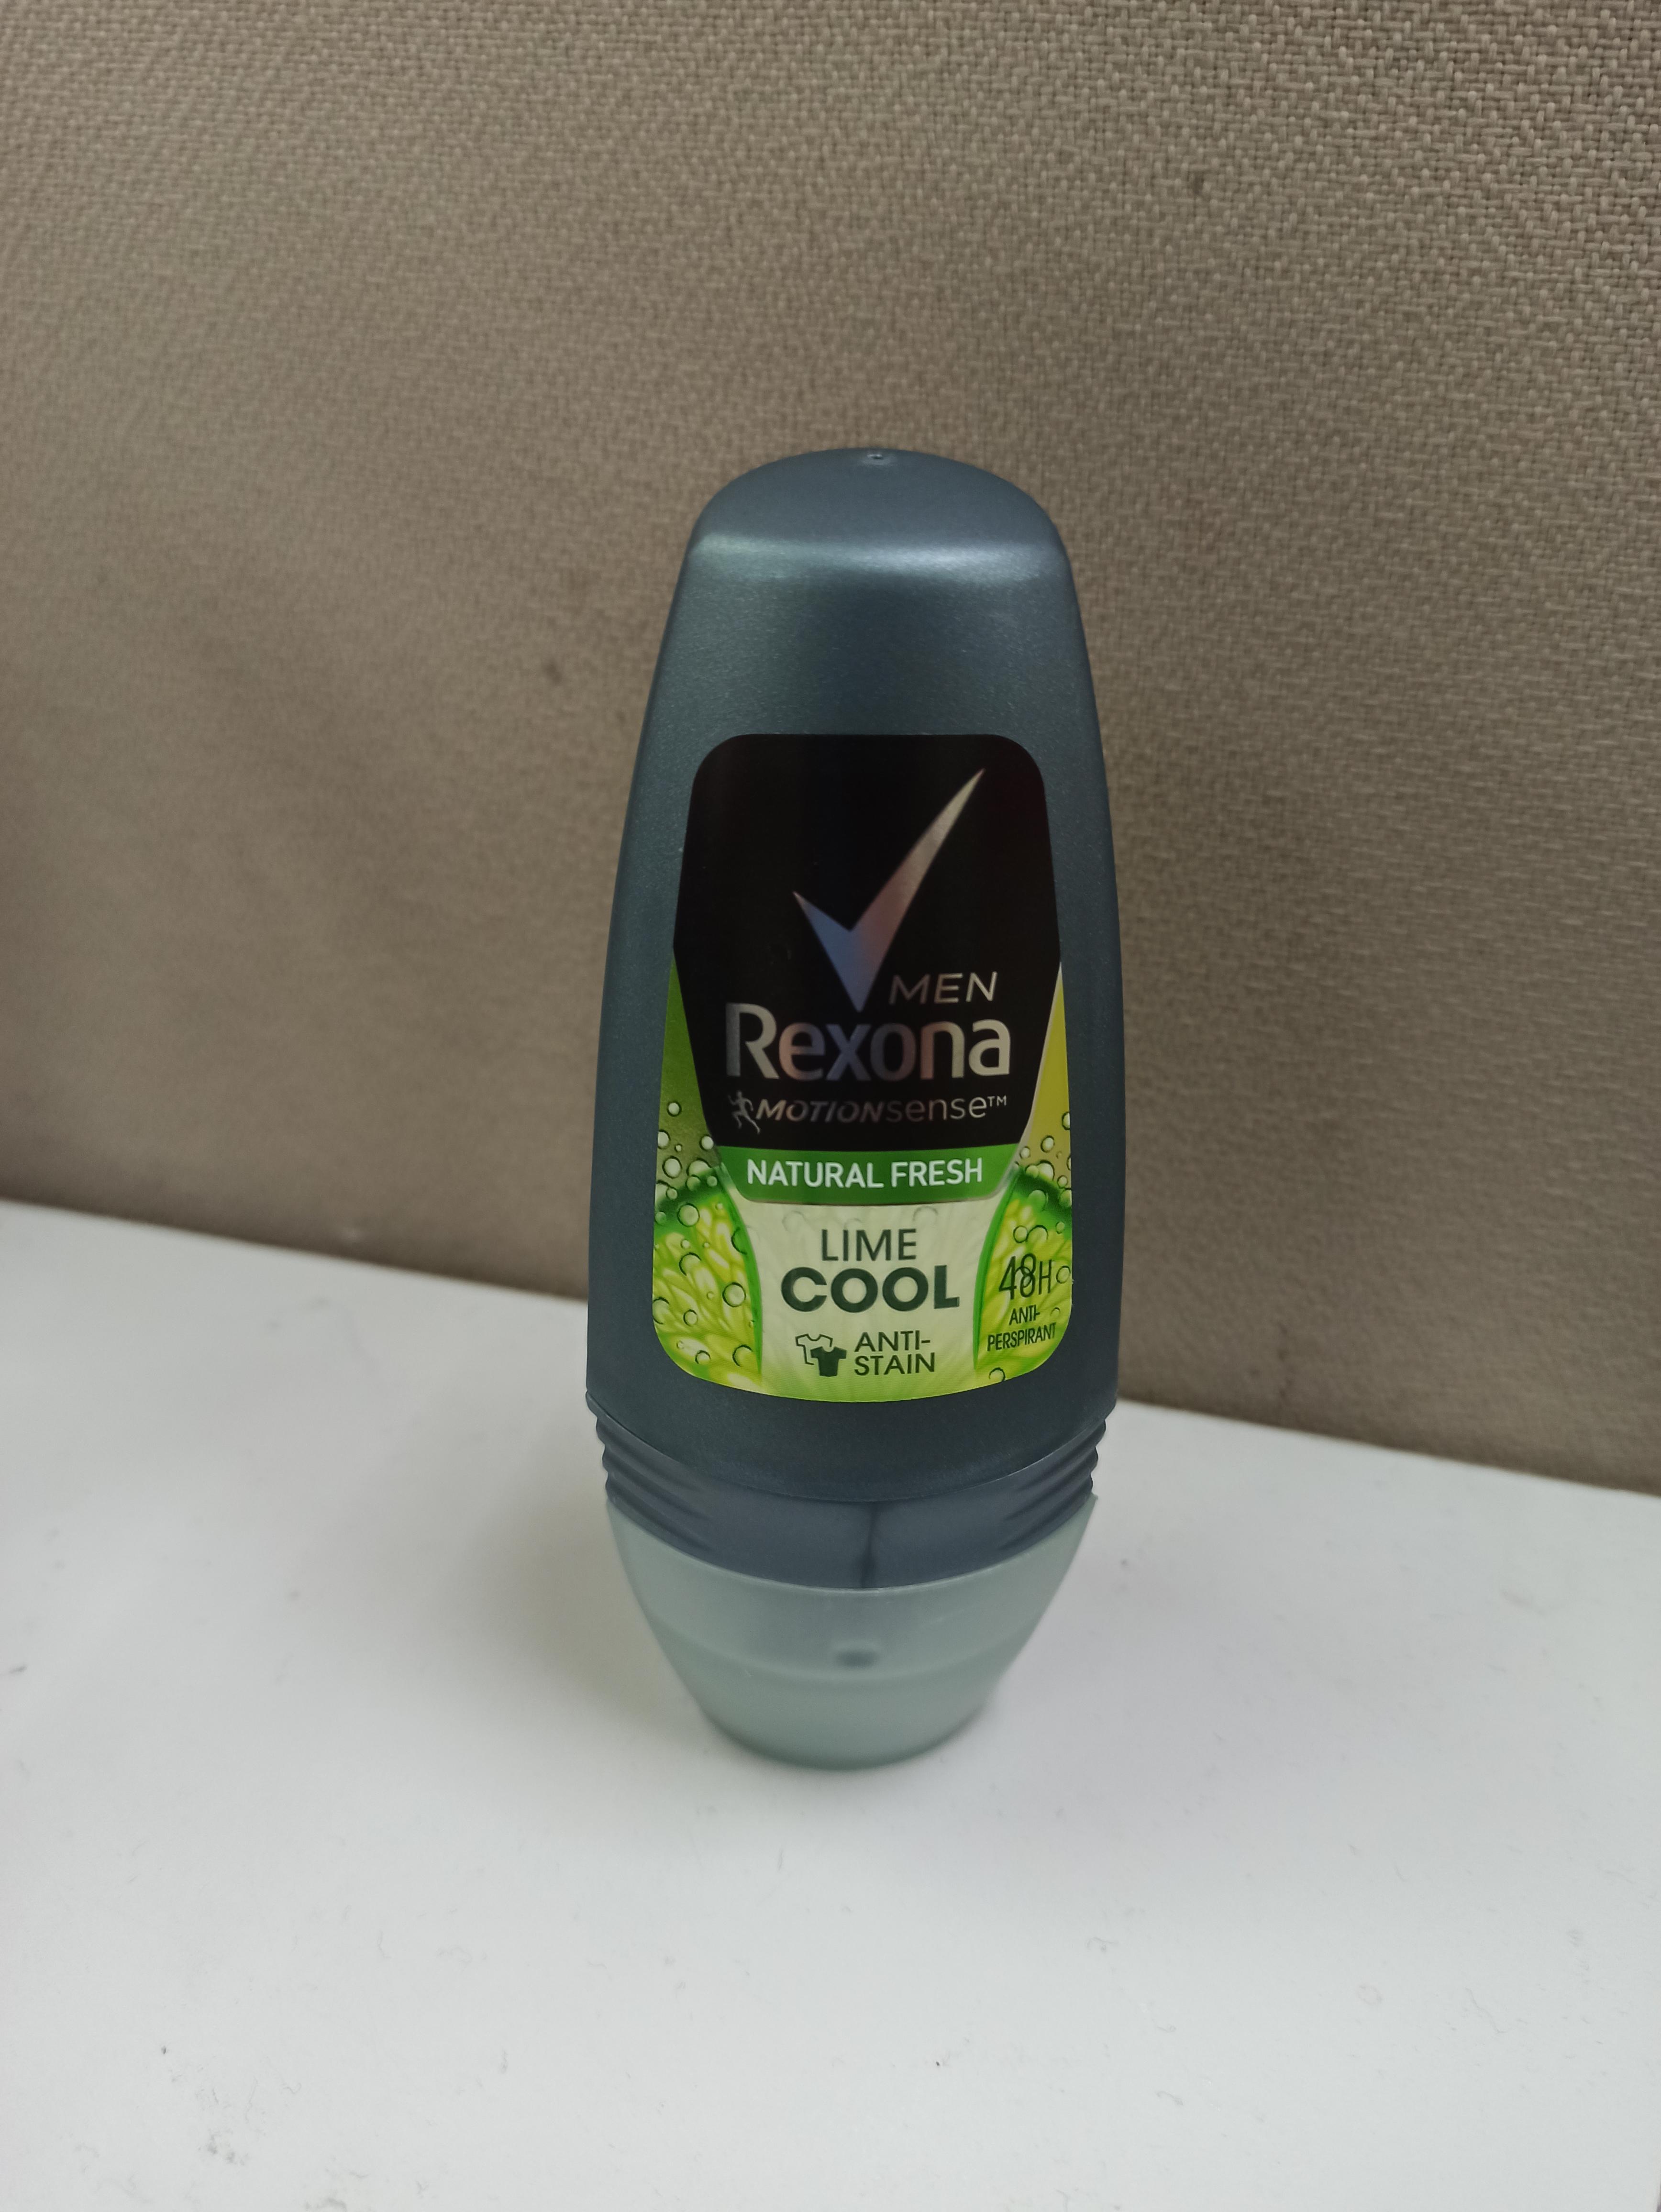 MEN
Rexona
MOTIONsense™
NATURAL FRESH
LIME
COOL
ANTI-
STAIN
48H
ANTI-
PERSPIRANT